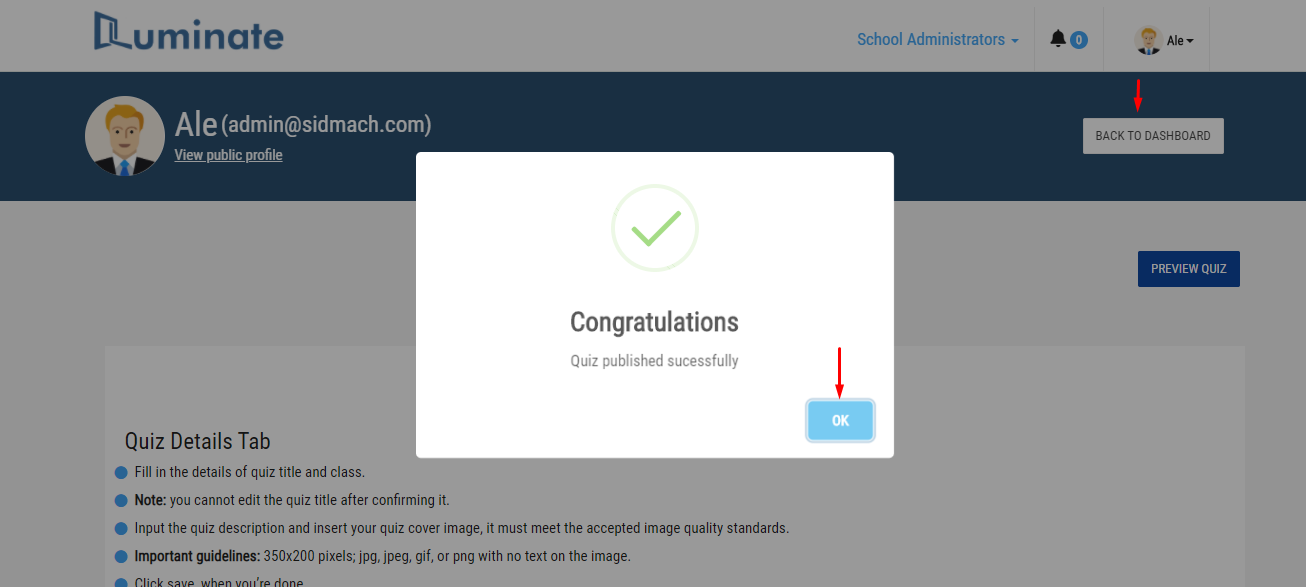 Luminate
School Administrators
0
Ale
Ale (admin@sidmach.com)
View public profile
BACK TO DASHBOARD
PREVIEW QUIZ
Congratulations
Quiz published sucessfully
OK
Quiz Details Tab
Fill in the details of quiz title and class.
Note: you cannot edit the quiz title after confirming it.
Input the quiz description and insert your quiz cover image, it must meet the accepted image quality standards.
Important guidelines: 350x200 pixels; jpg, jpeg, gif, or png with no text on the image.
Click save, when you’re done